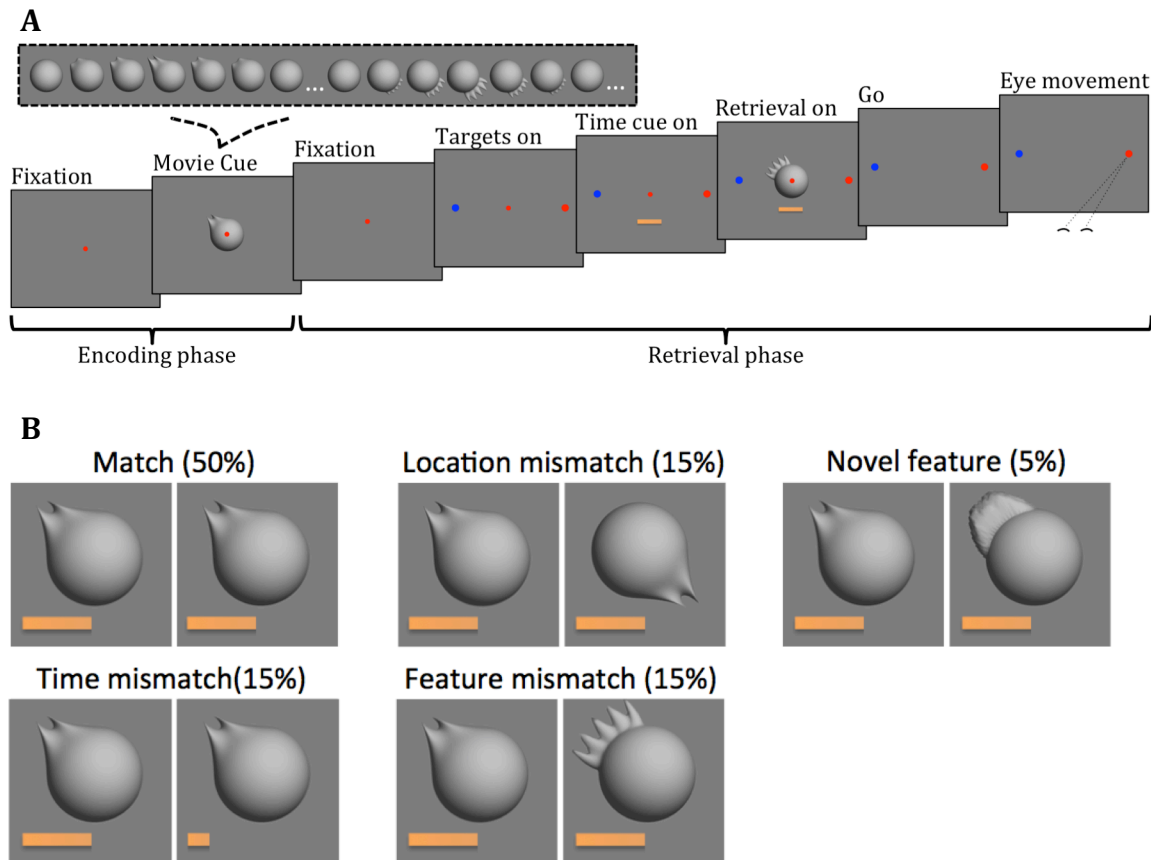 A
Fixation
Movie Cue
Fixation
Targets on
Time cue on
Retrieval on
Go
Eye movement
... ...
Encoding phase
Retrieval phase
B
Match (50%)
Location mismatch (15%)
Novel feature (5%)
Time mismatch(15%)
Feature mismatch (15%)